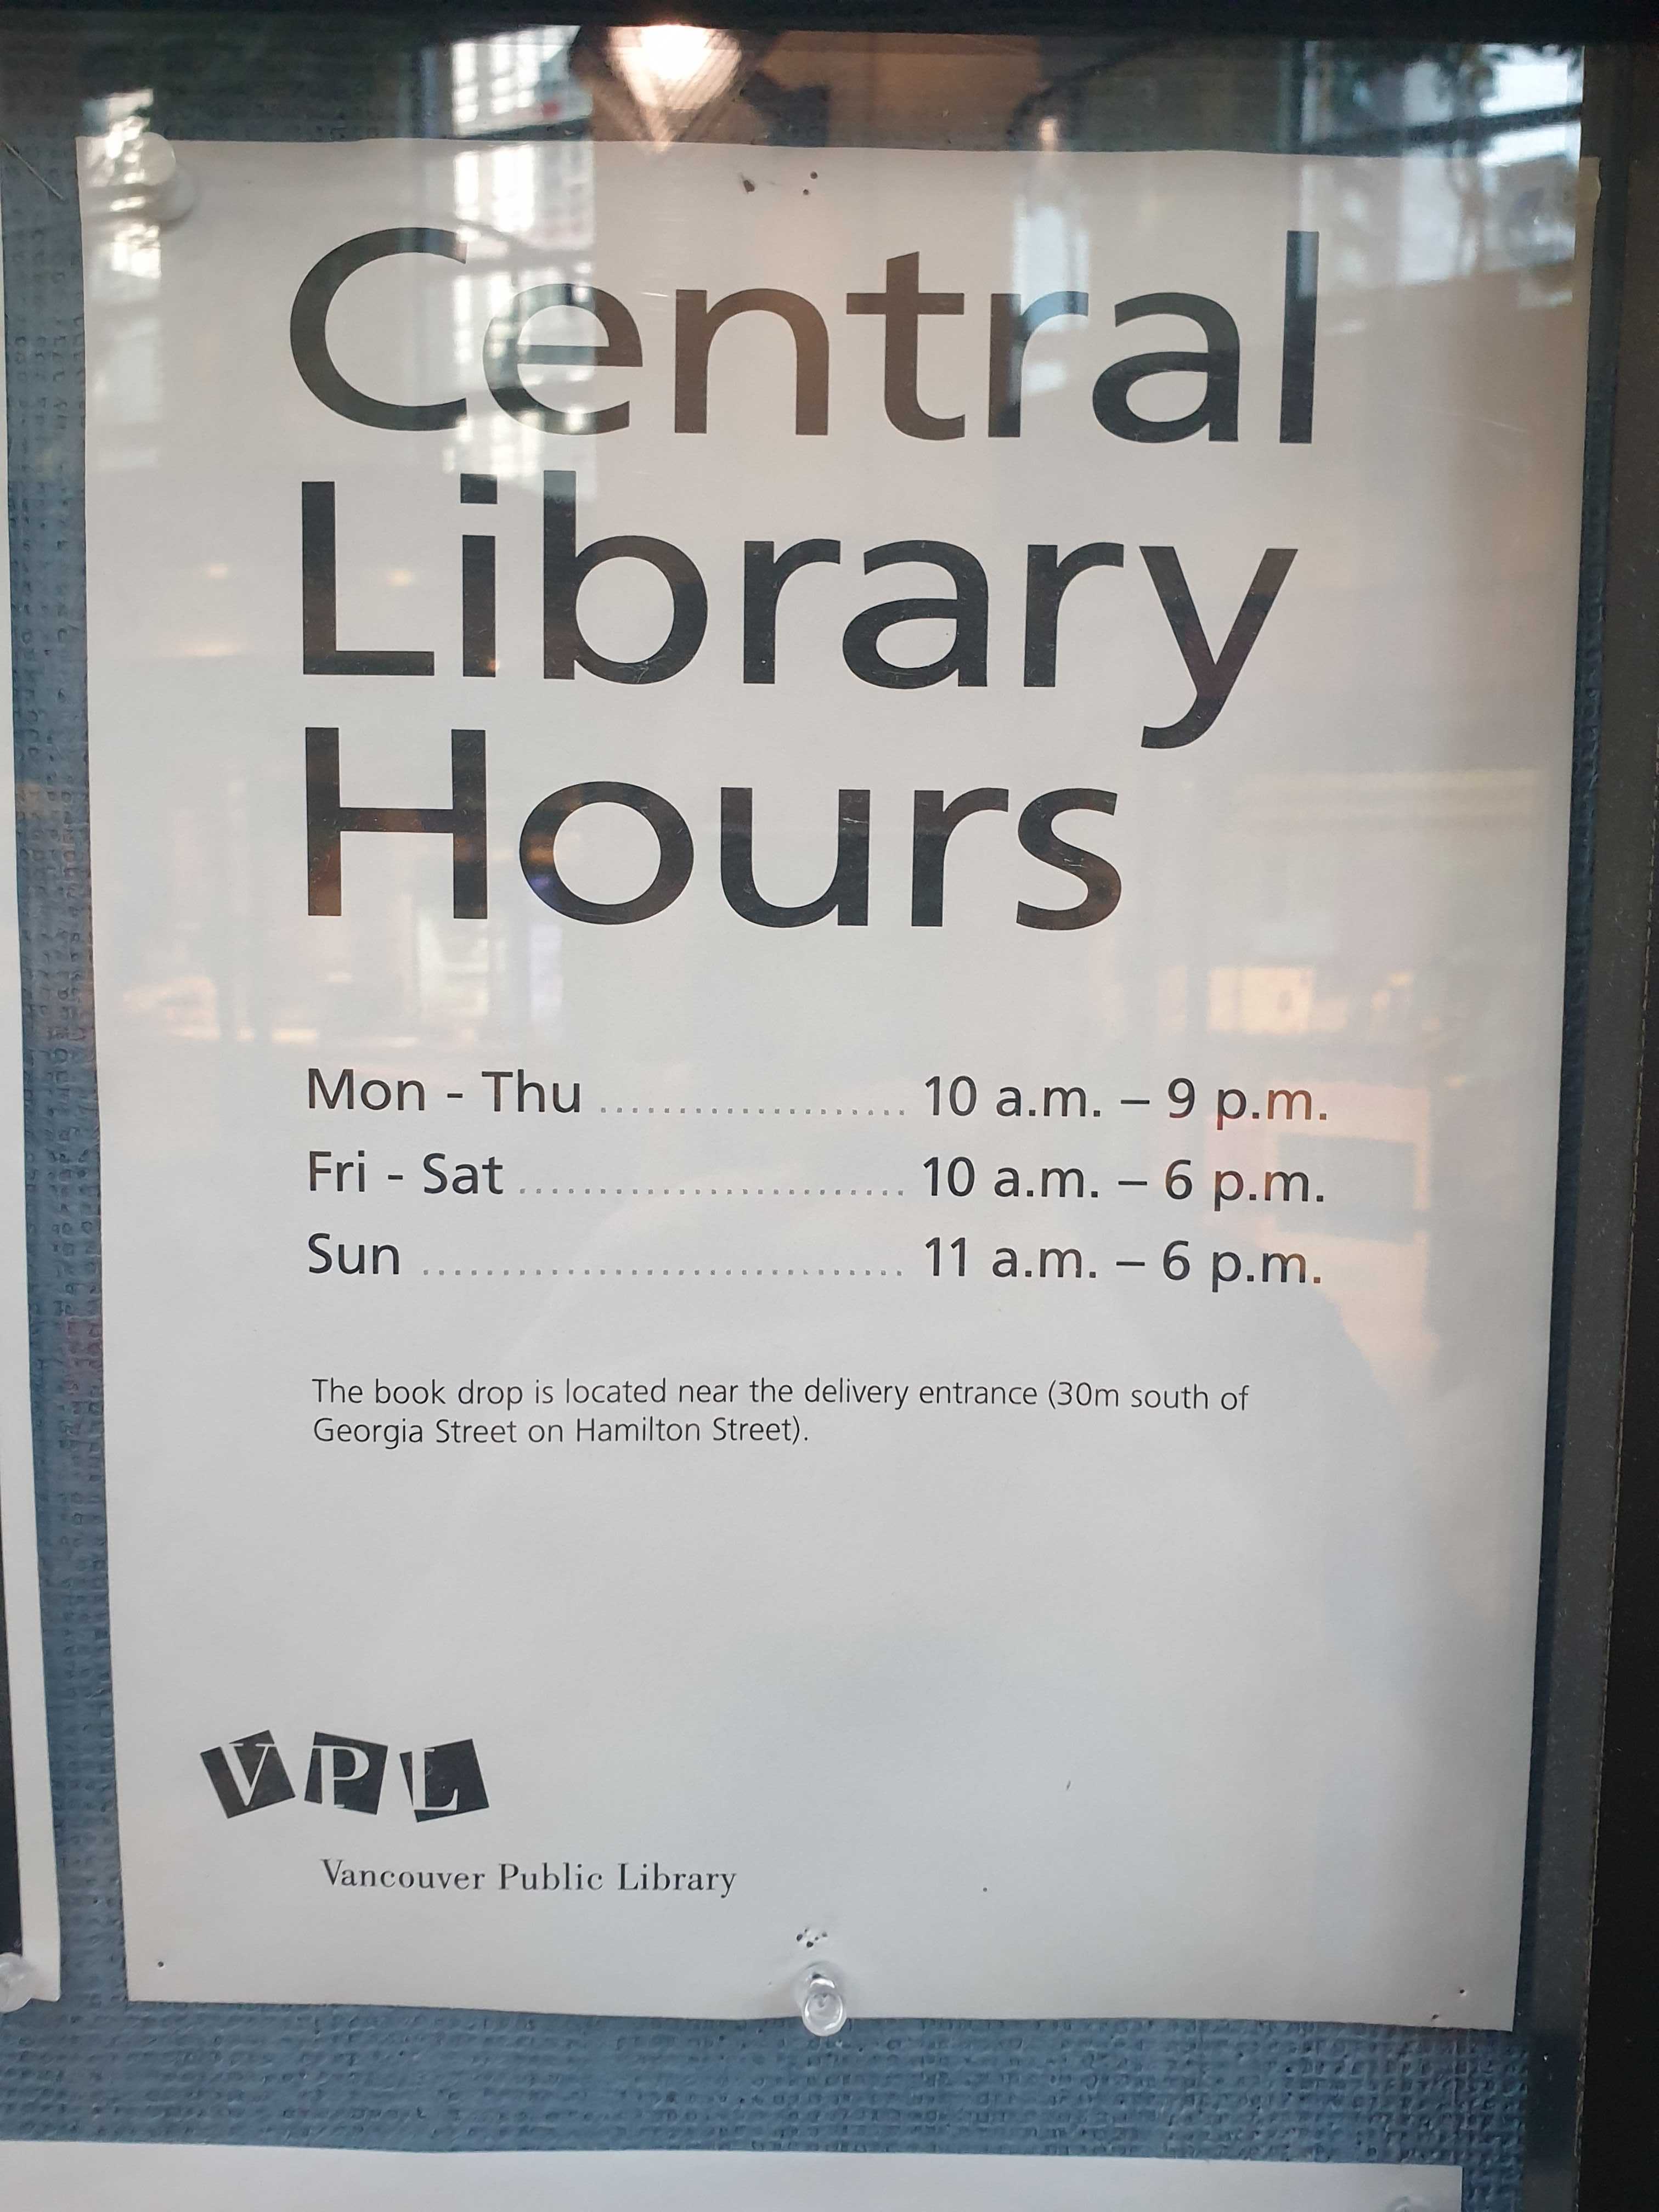 Central
Library
Hours
Mon - Thu ........................ 10 a.m. – 9 p.m.
Fri - Sat .............................. 10 a.m. – 6 p.m.
Sun ..................................... 11 a.m. – 6 p.m.
The book drop is located near the delivery entrance (30m south of
Georgia Street on Hamilton Street).
VPL
Vancouver Public Library